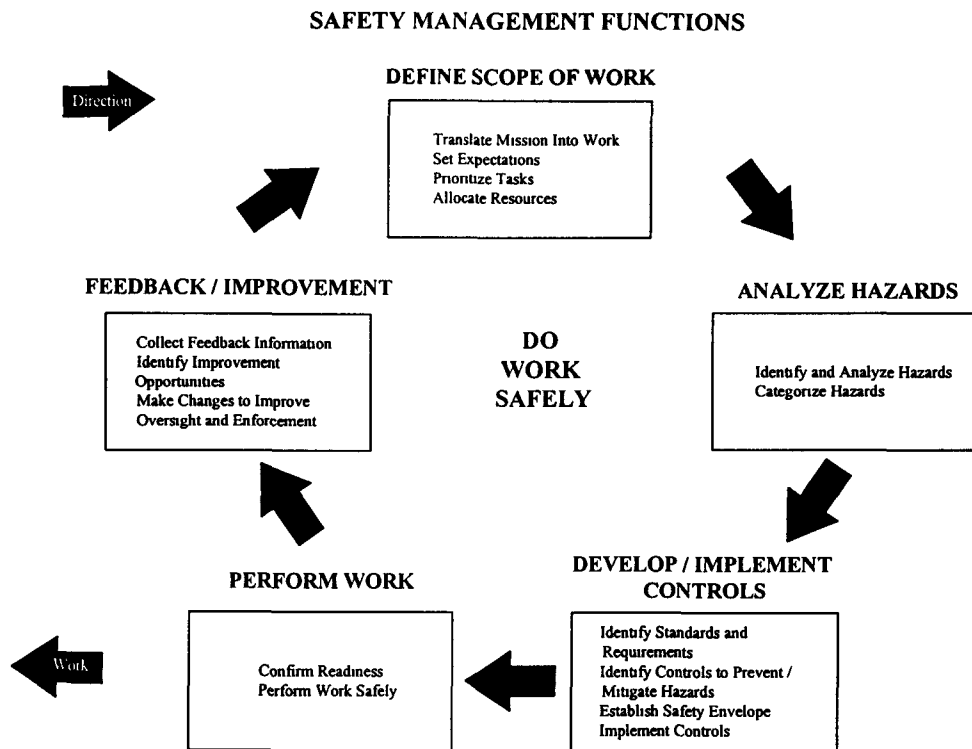 SAFETY MANAGEMENT FUNCTIONS
Direction
DEFINE SCOPE OF WORK
Translate Mission Into Work
Set Expectations
Prioritize Tasks
Allocate Resources
ANALYZE HAZARDS
Identify and Analyze Hazards
Categorize Hazards
DEVELOP / IMPLEMENT
CONTROLS
Identify Standards and
Requirements
Identify Controls to Prevent /
Mitigate Hazards
Establish Safety Envelope
Implement Controls
PERFORM WORK
Confirm Readiness
Perform Work Safely
Work
FEEDBACK / IMPROVEMENT
Collect Feedback Information
Identify Improvement
Opportunities
Make Changes to Improve
Oversight and Enforcement
DO
WORK
SAFELY